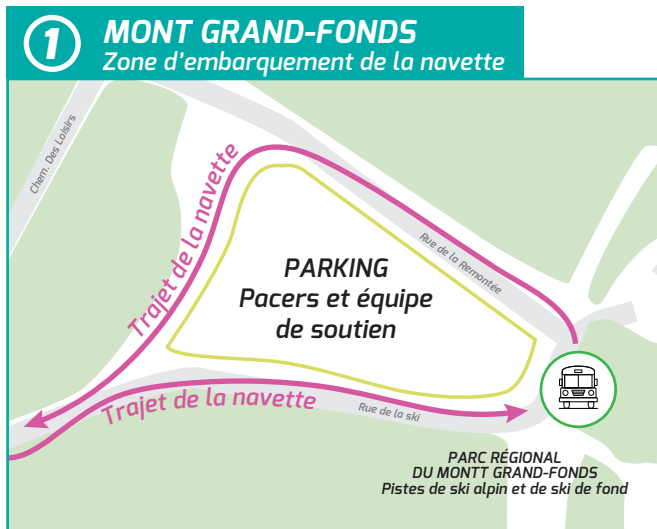 1
MONT GRAND-FONDS
Zone d'embarquement de la navette
Chem. Des Loisirs
Trajet de la navette
Rue de la Remontée
PARKING
Pacers et équipe
de soutien
Trajet de la navette
Rue de la ski
PARC RÉGIONAL
DU MONTT GRAND-FONDS
Pistes de ski alpin et de ski de fond